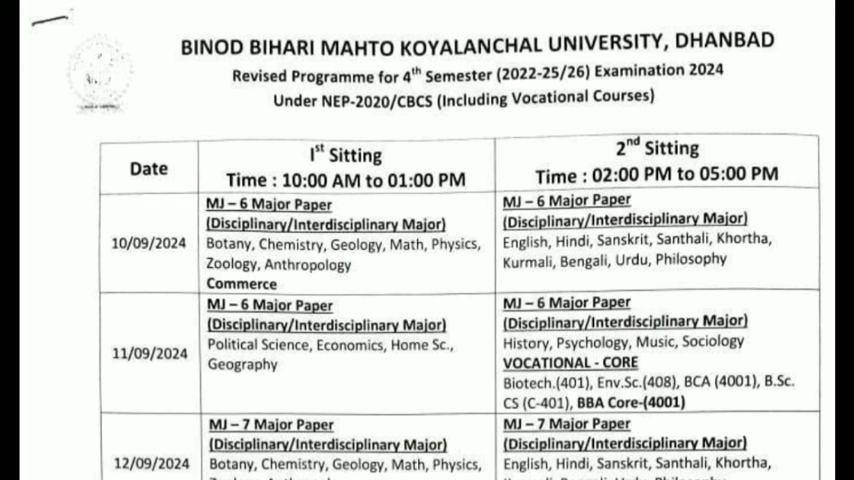 BINOD BIHARI MAHTO KOYALANCHAL UNIVERSITY, DHANBAD
Revised Programme for 4th Semester (2022-25/26) Examination 2024
Under NEP-2020/CBCS (Including Vocational Courses)
Date
Ist Sitting
Time : 10:00 AM to 01:00 PM
2nd Sitting
Time : 02:00 PM to 05:00 PM
10/09/2024
MJ – 6 Major Paper
(Disciplinary/Interdisciplinary Major)
Botany, Chemistry, Geology, Math, Physics,
Zoology, Anthropology
Commerce
MJ – 6 Major Paper
(Disciplinary/Interdisciplinary Major)
English, Hindi, Sanskrit, Santhali, Khortha,
Kurmali, Bengali, Urdu, Philosophy
11/09/2024
MJ – 6 Major Paper
(Disciplinary/Interdisciplinary Major)
Political Science, Economics, Home Sc.,
Geography
MJ – 6 Major Paper
(Disciplinary/Interdisciplinary Major)
History, Psychology, Music, Sociology
VOCATIONAL - CORE
Biotech.(401), Env.Sc.(408), BCA (4001), B.Sc.
CS (C-401), BBA Core-(4001)
12/09/2024
MJ – 7 Major Paper
(Disciplinary/Interdisciplinary Major)
Botany, Chemistry, Geology, Math, Physics,
MJ – 7 Major Paper
(Disciplinary/Interdisciplinary Major)
English, Hindi, Sanskrit, Santhali, Khortha,